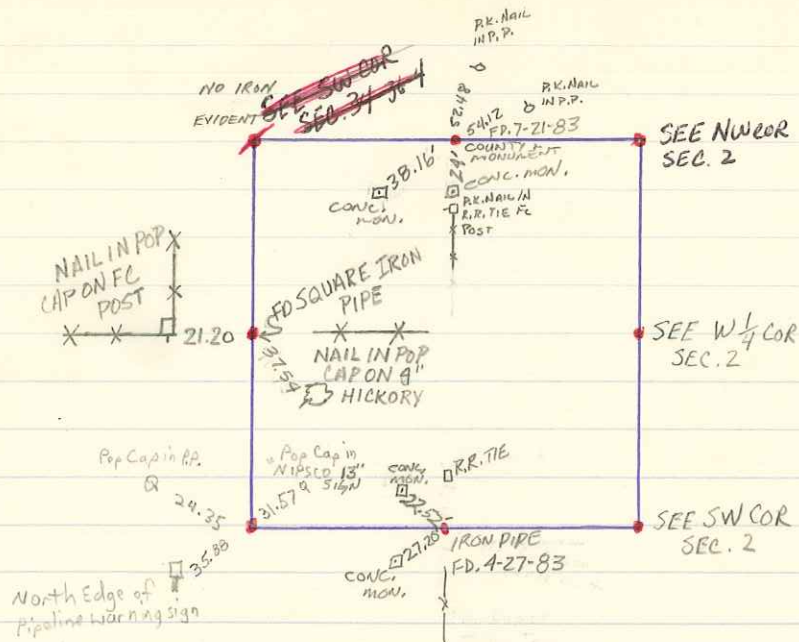 P.K. NAIL
IN P.P.
NO IRON
EVIDENT
SEE SW COR
SEC. 34 36-4
52.48
P.K. NAIL
IN P.P.
54.12
FD. 7-21-83
COUNTY
MONUMENT
SEE NW COR
SEC. 2
38.16'
CONC.
MON.
24'
CONC. MON.
P.K. NAIL IN
R.R. TIE FC
POST
NAIL IN POP
CAP ON FC
POST
21.20
FD SQUARE IRON
PIPE
37.54
NAIL IN POP
CAP ON 9"
HICKORY
SEE W 1/4 COR
SEC. 2
Pop Cap in P.P.
24.35
Pop Cap in
NIPSCO 13"
SIGN
31.57
35.88
CONC.
MON.
22.52'
R.R. TIE
27.20'
CONC.
MON.
IRON PIPE
FD. 4-27-83
SEE SW COR
SEC. 2
North Edge of
Pipeline warning sign